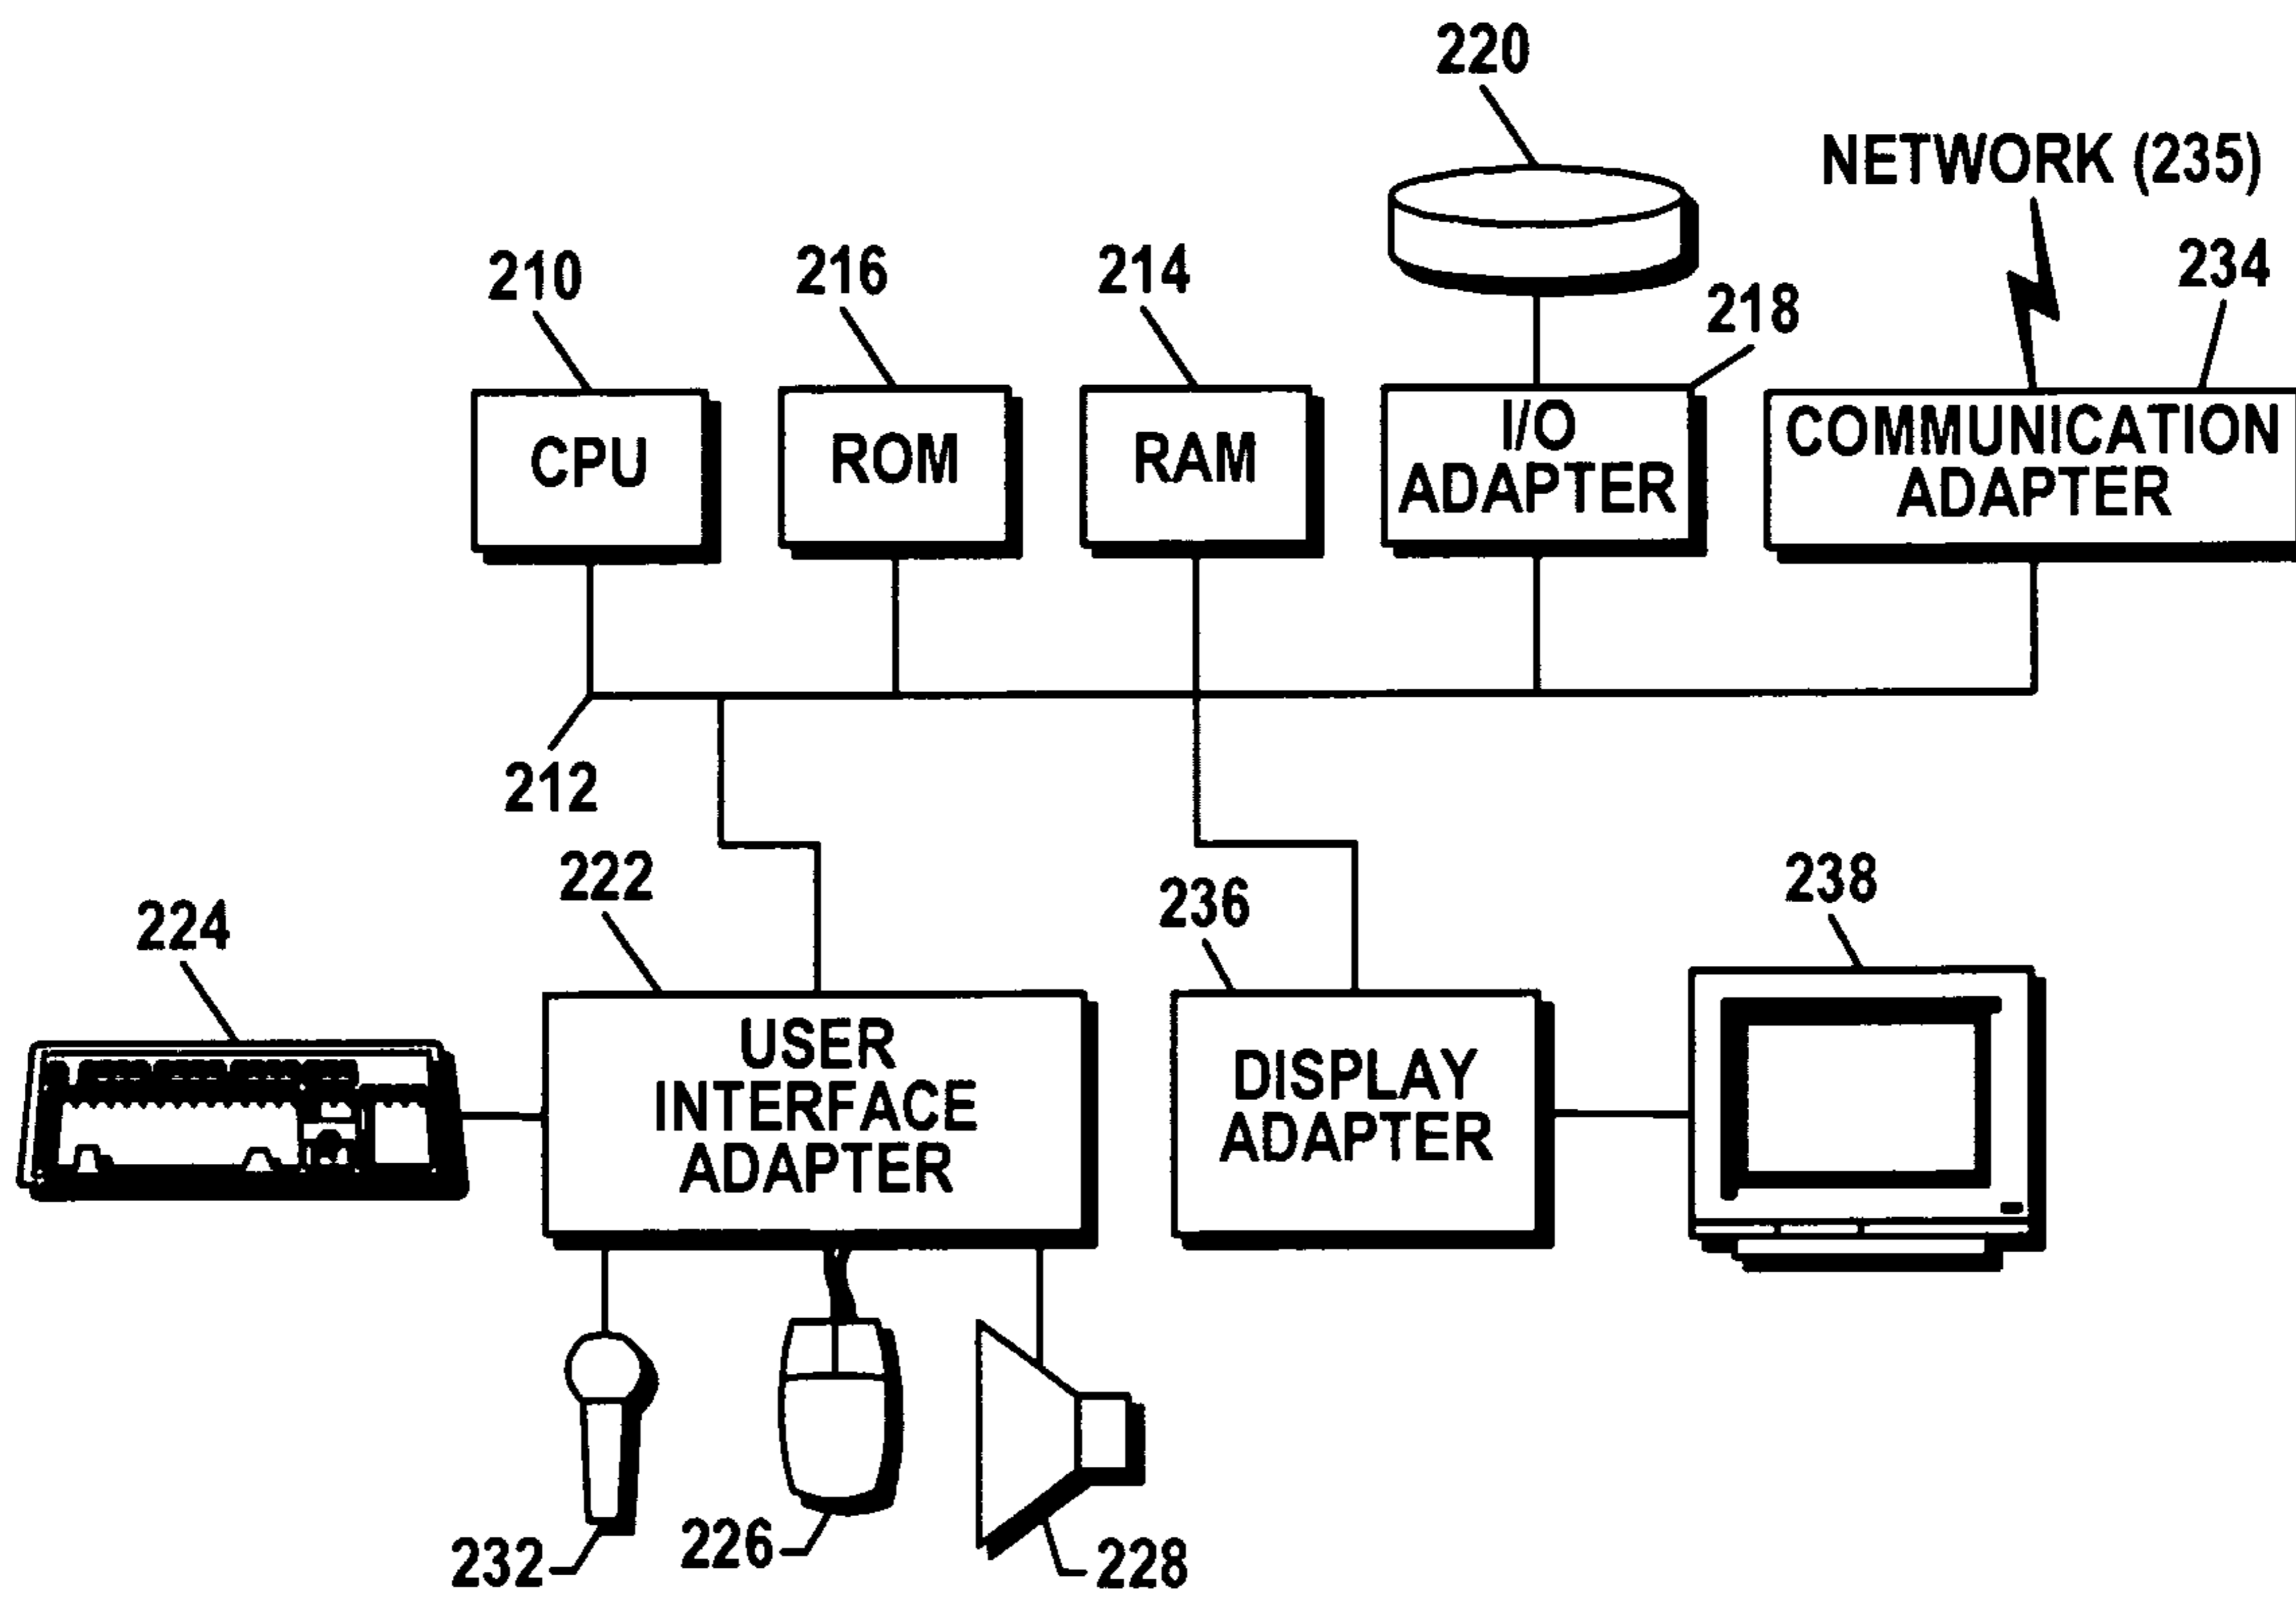 220
NETWORK (235)
210
216
214
218
234
CPU
ROM
RAM
I/O
ADAPTER
COMMUNICATION
ADAPTER
212
222
236
238
224
USER
INTERFACE
ADAPTER
DISPLAY
ADAPTER
232
226
228